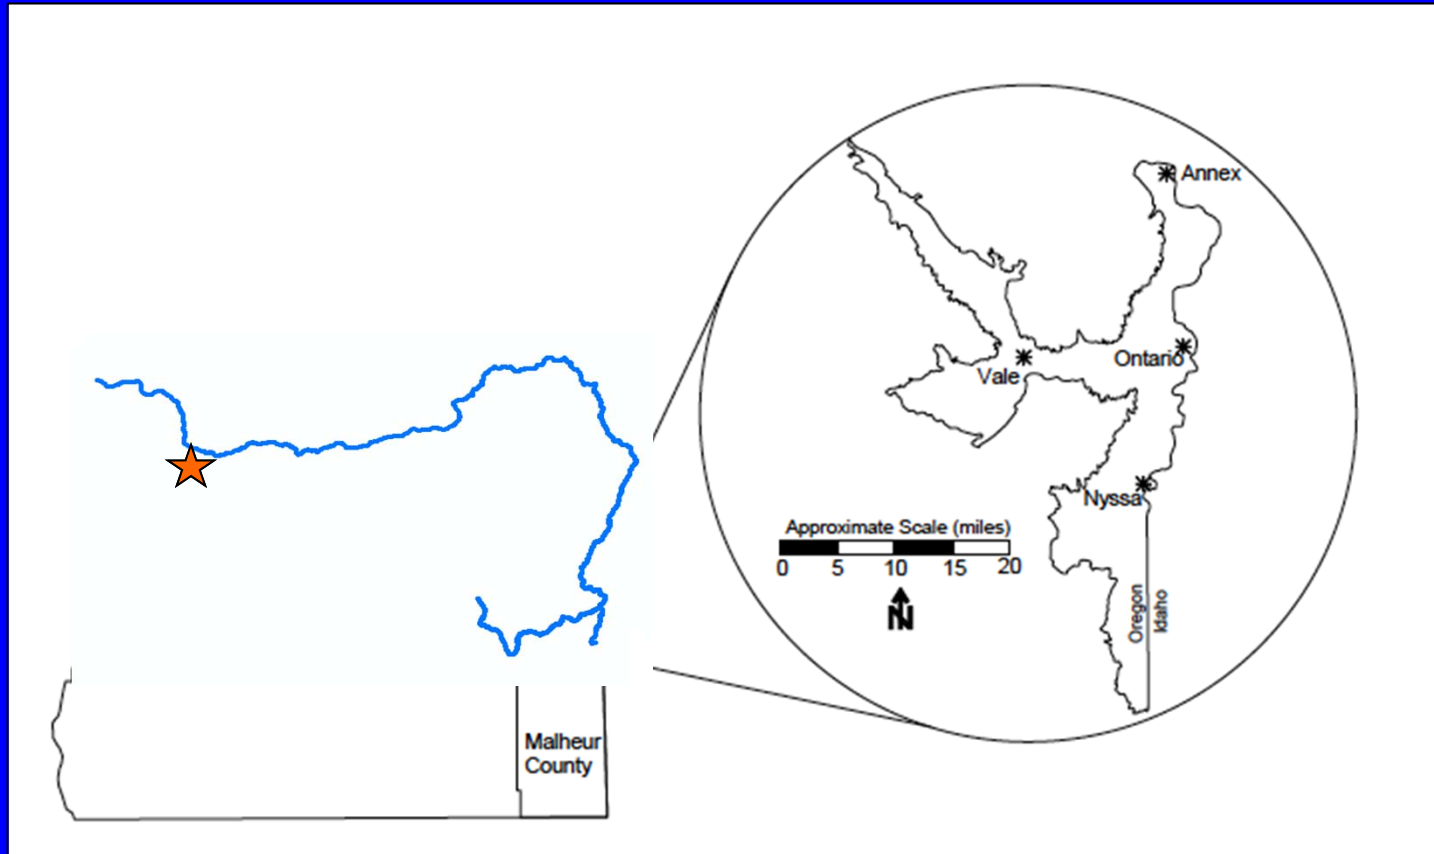 Annex
Ontario
Vale
Nyssa
Approximate Scale (miles)
0 5 10 15 20
N
Oregon
Idaho
Malheur
County